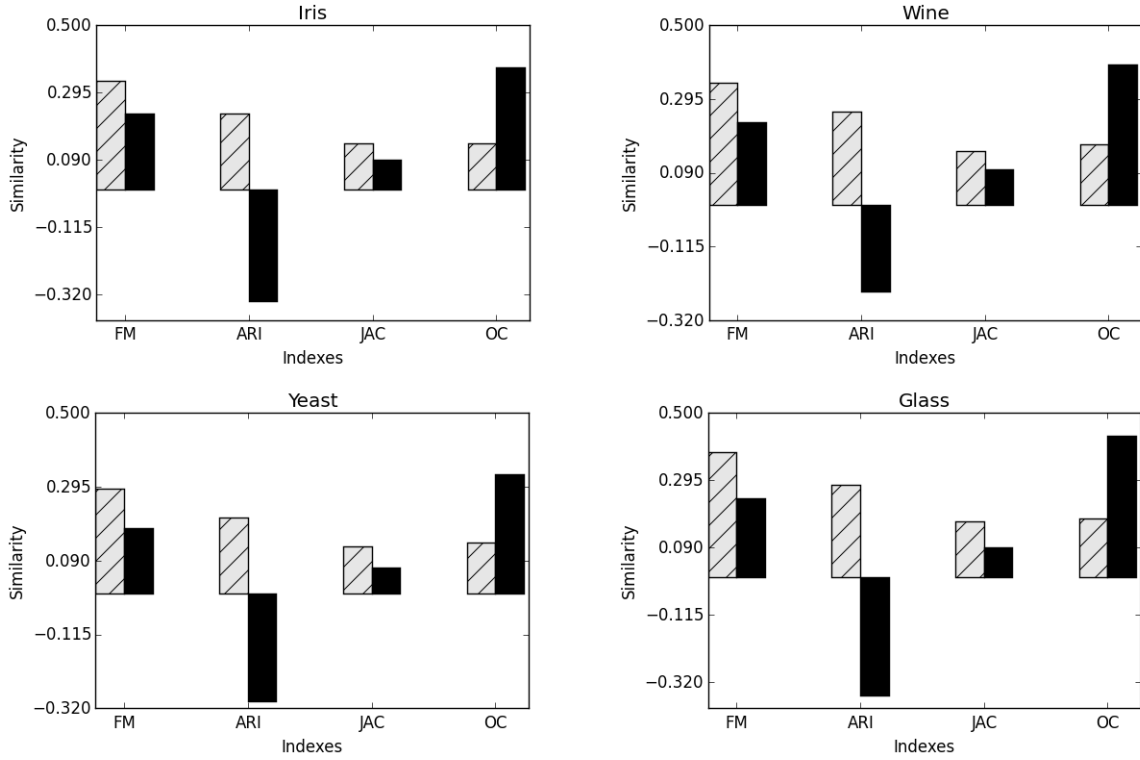 Iris
0.500
0.295
0.090
−0.115
−0.320
Similarity
FM ARI JAC OC
Indexes
Wine
0.500
0.295
0.090
−0.115
−0.320
Similarity
FM ARI JAC OC
Indexes
Yeast
0.500
0.295
0.090
−0.115
−0.320
Similarity
FM ARI JAC OC
Indexes
Glass
0.500
0.295
0.090
−0.115
−0.320
Similarity
FM ARI JAC OC
Indexes